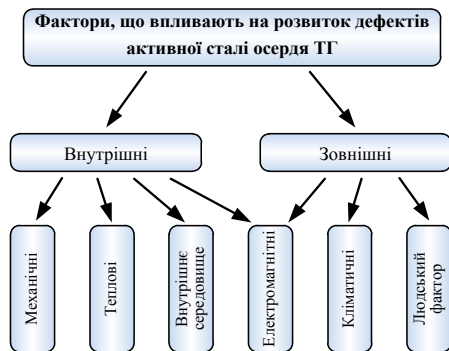 Фактори, що впливають на розвиток дефектів
активної сталі осердя ТГ
Внутрішні
Зовнішні
Механічні
Теплові
Внутрішнє
середовище
Електромагнітні
Кліматичні
Людський
фактор